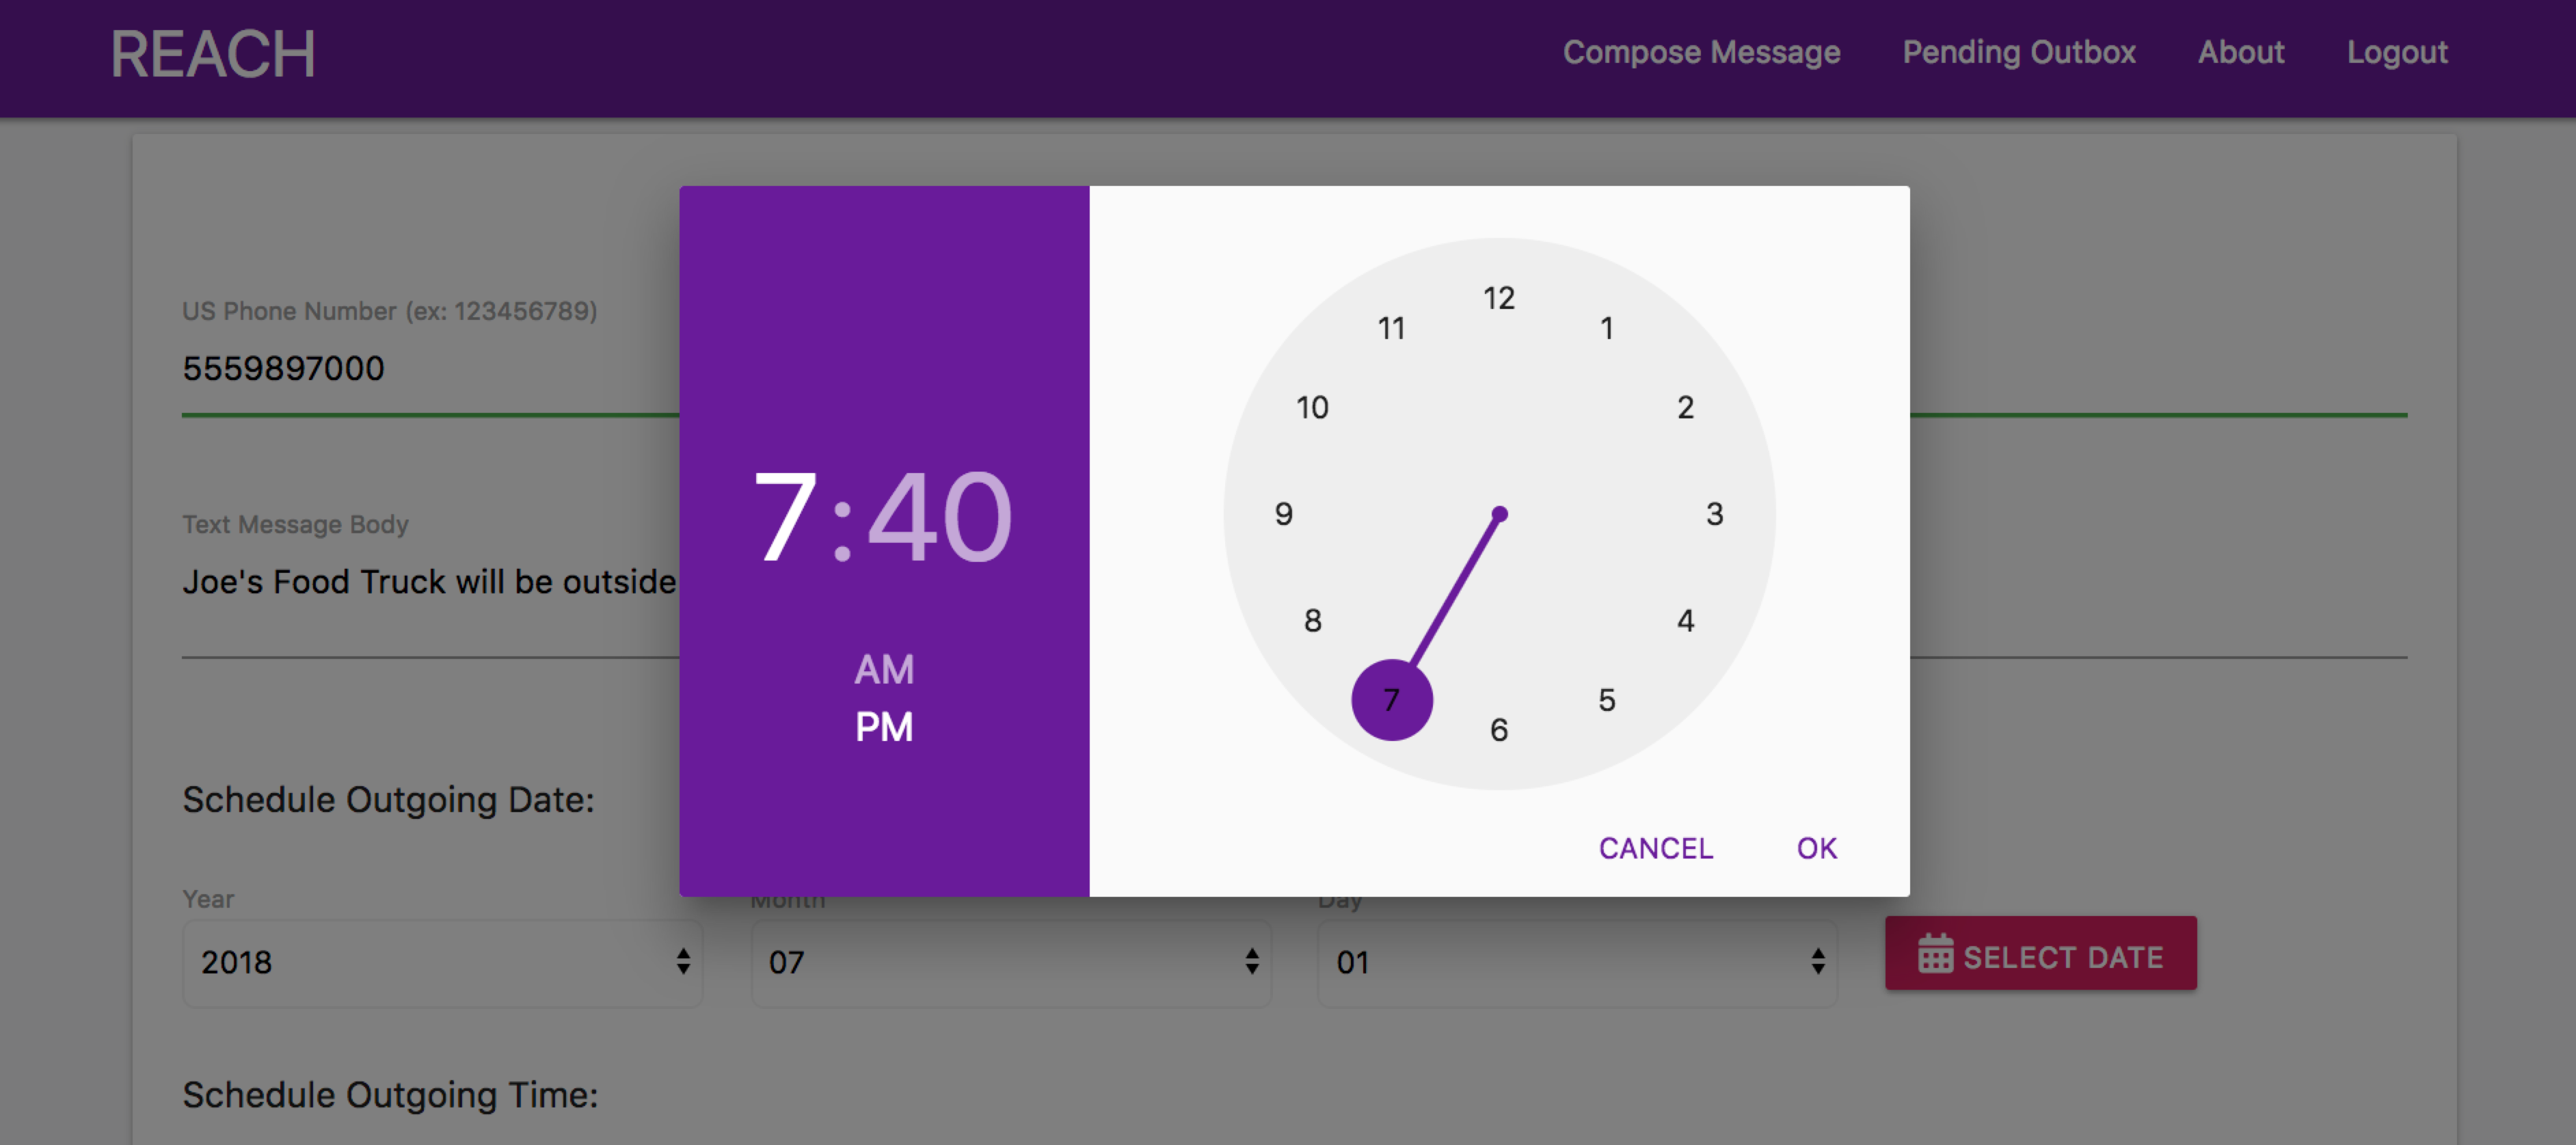 REACH
Compose Message
Pending Outbox
About
Logout
US Phone Number (ex: 123456789)
5559897000
Text Message Body
Joe's Food Truck will be outside
7:40
AM
PM
12
1
2
3
4
5
6
7
8
9
10
11
CANCEL
OK
Schedule Outgoing Date:
Year
Month
Day
2018
07
01
SELECT DATE
Schedule Outgoing Time: